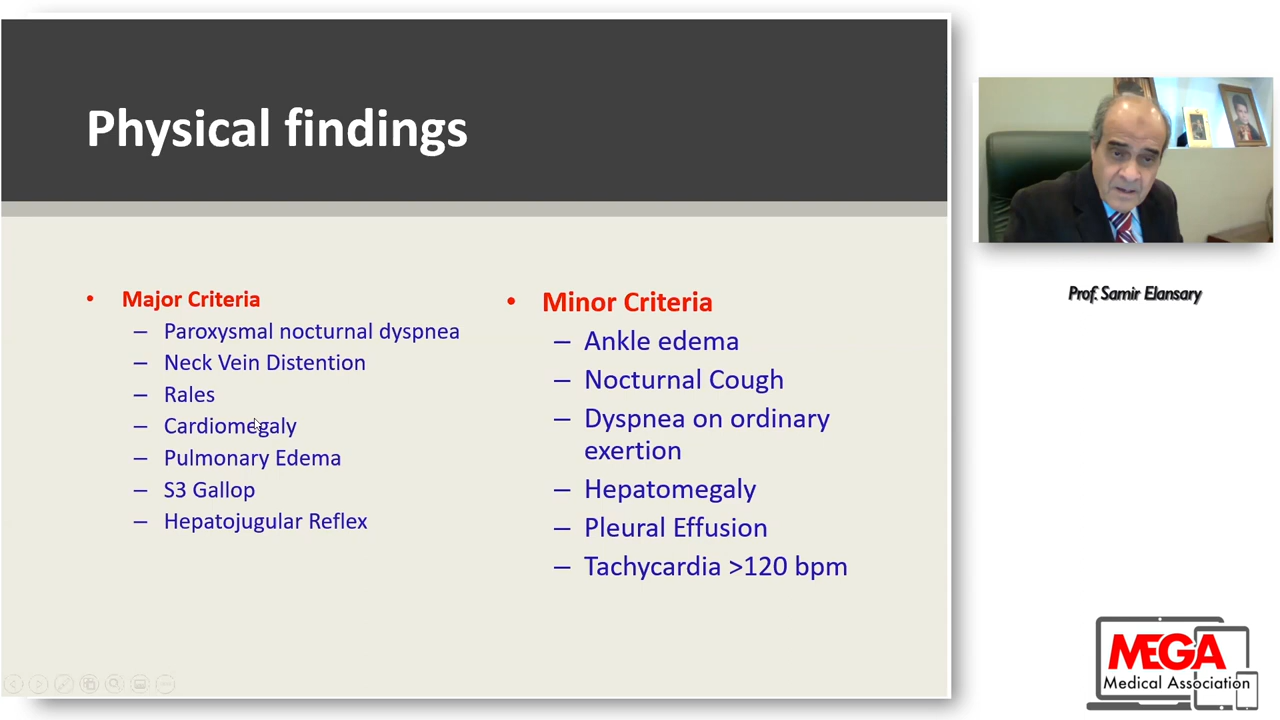 Physical findings
• Major Criteria
– Paroxysmal nocturnal dyspnea
– Neck Vein Distention
– Rales
– Cardiomegaly
– Pulmonary Edema
– S3 Gallop
– Hepatojugular Reflex
• Minor Criteria
– Ankle edema
– Nocturnal Cough
– Dyspnea on ordinary
exertion
– Hepatomegaly
– Pleural Effusion
– Tachycardia >120 bpm
Prof. Samir Elansary
MEGA
Medical Association